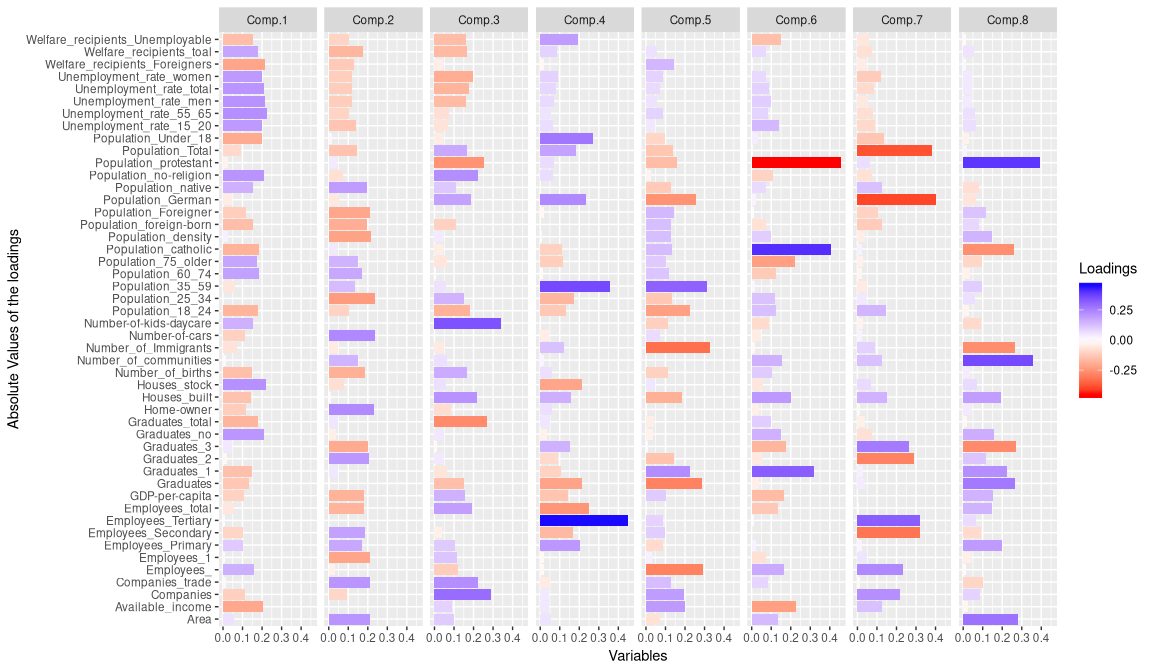 Comp.1 Comp.2 Comp.3 Comp.4 Comp.5 Comp.6 Comp.7 Comp.8
Welfare_recipients_Unemployable
Welfare_recipients_toal
Welfare_recipients_Foreigners
Unemployment_rate_women
Unemployment_rate_total
Unemployment_rate_men
Unemployment_rate_55_65
Unemployment_rate_15_20
Population_Under_18
Population_Total
Population_protestant
Population_no-religion
Population_native
Population_German
Population_Foreigner
Population_foreign-born
Population_density
Population_catholic
Population_75_older
Population_60_74
Population_35_59
Population_25_34
Population_18_24
Number-of-kids-daycare
Number-of-cars
Number_of_Immigrants
Number_of_communities
Number_of_births
Houses_stock
Houses_built
Home-owner
Graduates_total
Graduates_no
Graduates_3
Graduates_2
Graduates_1
Graduates
GDP-per-capita
Employees_total
Employees_Tertiary
Employees_Secondary
Employees_Primary
Employees_1
Employees_
Companies_trade
Companies
Available_income
Area
0.0 0.1 0.2 0.3 0.4 0.0 0.1 0.2 0.3 0.4 0.0 0.1 0.2 0.3 0.4 0.0 0.1 0.2 0.3 0.4 0.0 0.1 0.2 0.3 0.4 0.0 0.1 0.2 0.3 0.4 0.0 0.1 0.2 0.3 0.4 0.0 0.1 0.2 0.3 0.4
Variables
Absolute Values of the loadings
Loadings
0.25
0.00
-0.25